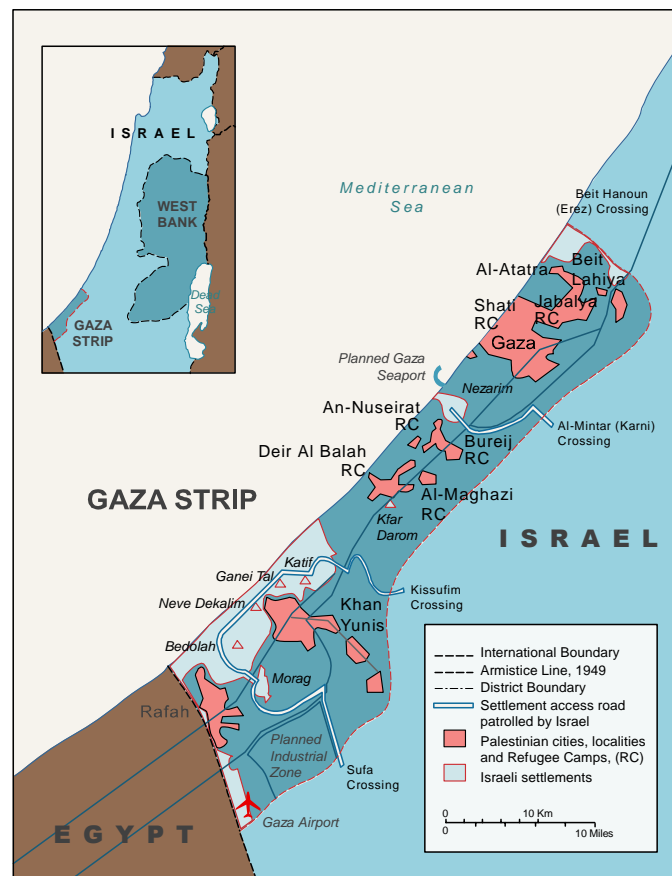 ISRAEL
WEST
BANK
Dead
Sea
GAZA
STRIP
Mediterranean
Sea
Beit Hanoun
(Erez) Crossing
Al-Atatra
Beit
Lahiya
Shati
RC
Jabalya
RC
Gaza
Planned Gaza
Seaport
Nezarim
An-Nuseirat
RC
Al-Mintar (Karni)
Crossing
Bureij
RC
Deir Al Balah
RC
Al-Maghazi
RC
GAZA STRIP
Kfar
Darom
ISRAEL
Katif
Ganei Tal
Kissufim
Crossing
Neve Dekalim
Khan
Yunis
Bedolah
Morag
Rafah
Planned
Industrial
Zone
Sufa
Crossing
Gaza Airport
EGYPT
International Boundary
Armistice Line, 1949
District Boundary
Settlement access road
patrolled by Israel
Palestinian cities, localities
and Refugee Camps, (RC)
Israeli settlements
0 10 Km
0 10 Miles